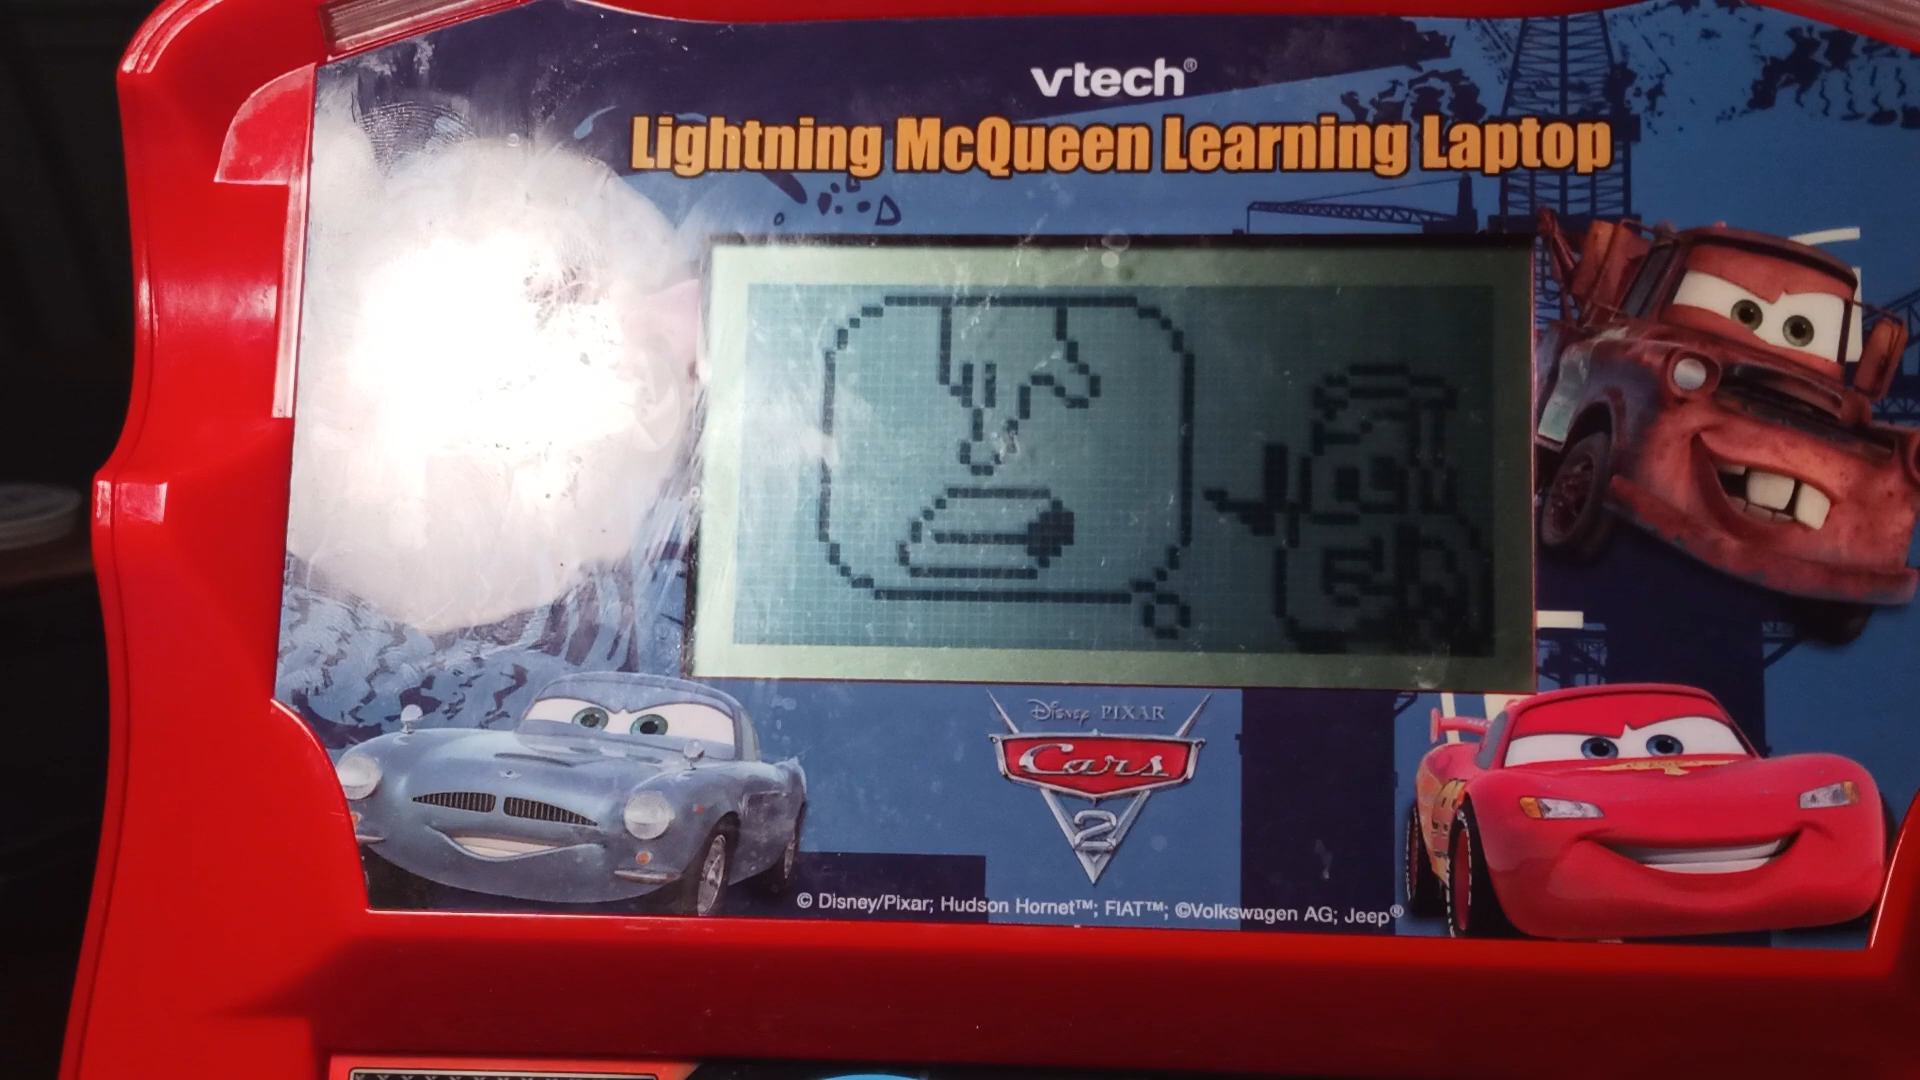 vtech®
Lightning McQueen Learning Laptop
Disney PIXAR
Cars
2
© Disney/Pixar; Hudson Hornet™; FIAT™; ©Volkswagen AG; Jeep®